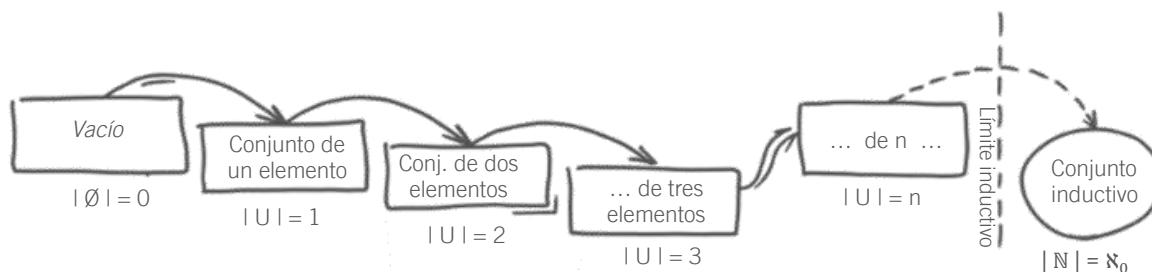 Vacío
| Ø | = 0
Conjunto de
un elemento
| U | = 1
Conj. de dos
elementos
| U | = 2
... de tres
elementos
| U | = 3
... de n ...
| U | = n
Límite inductivo
Conjunto
inductivo
| ℕ | = ℵ₀